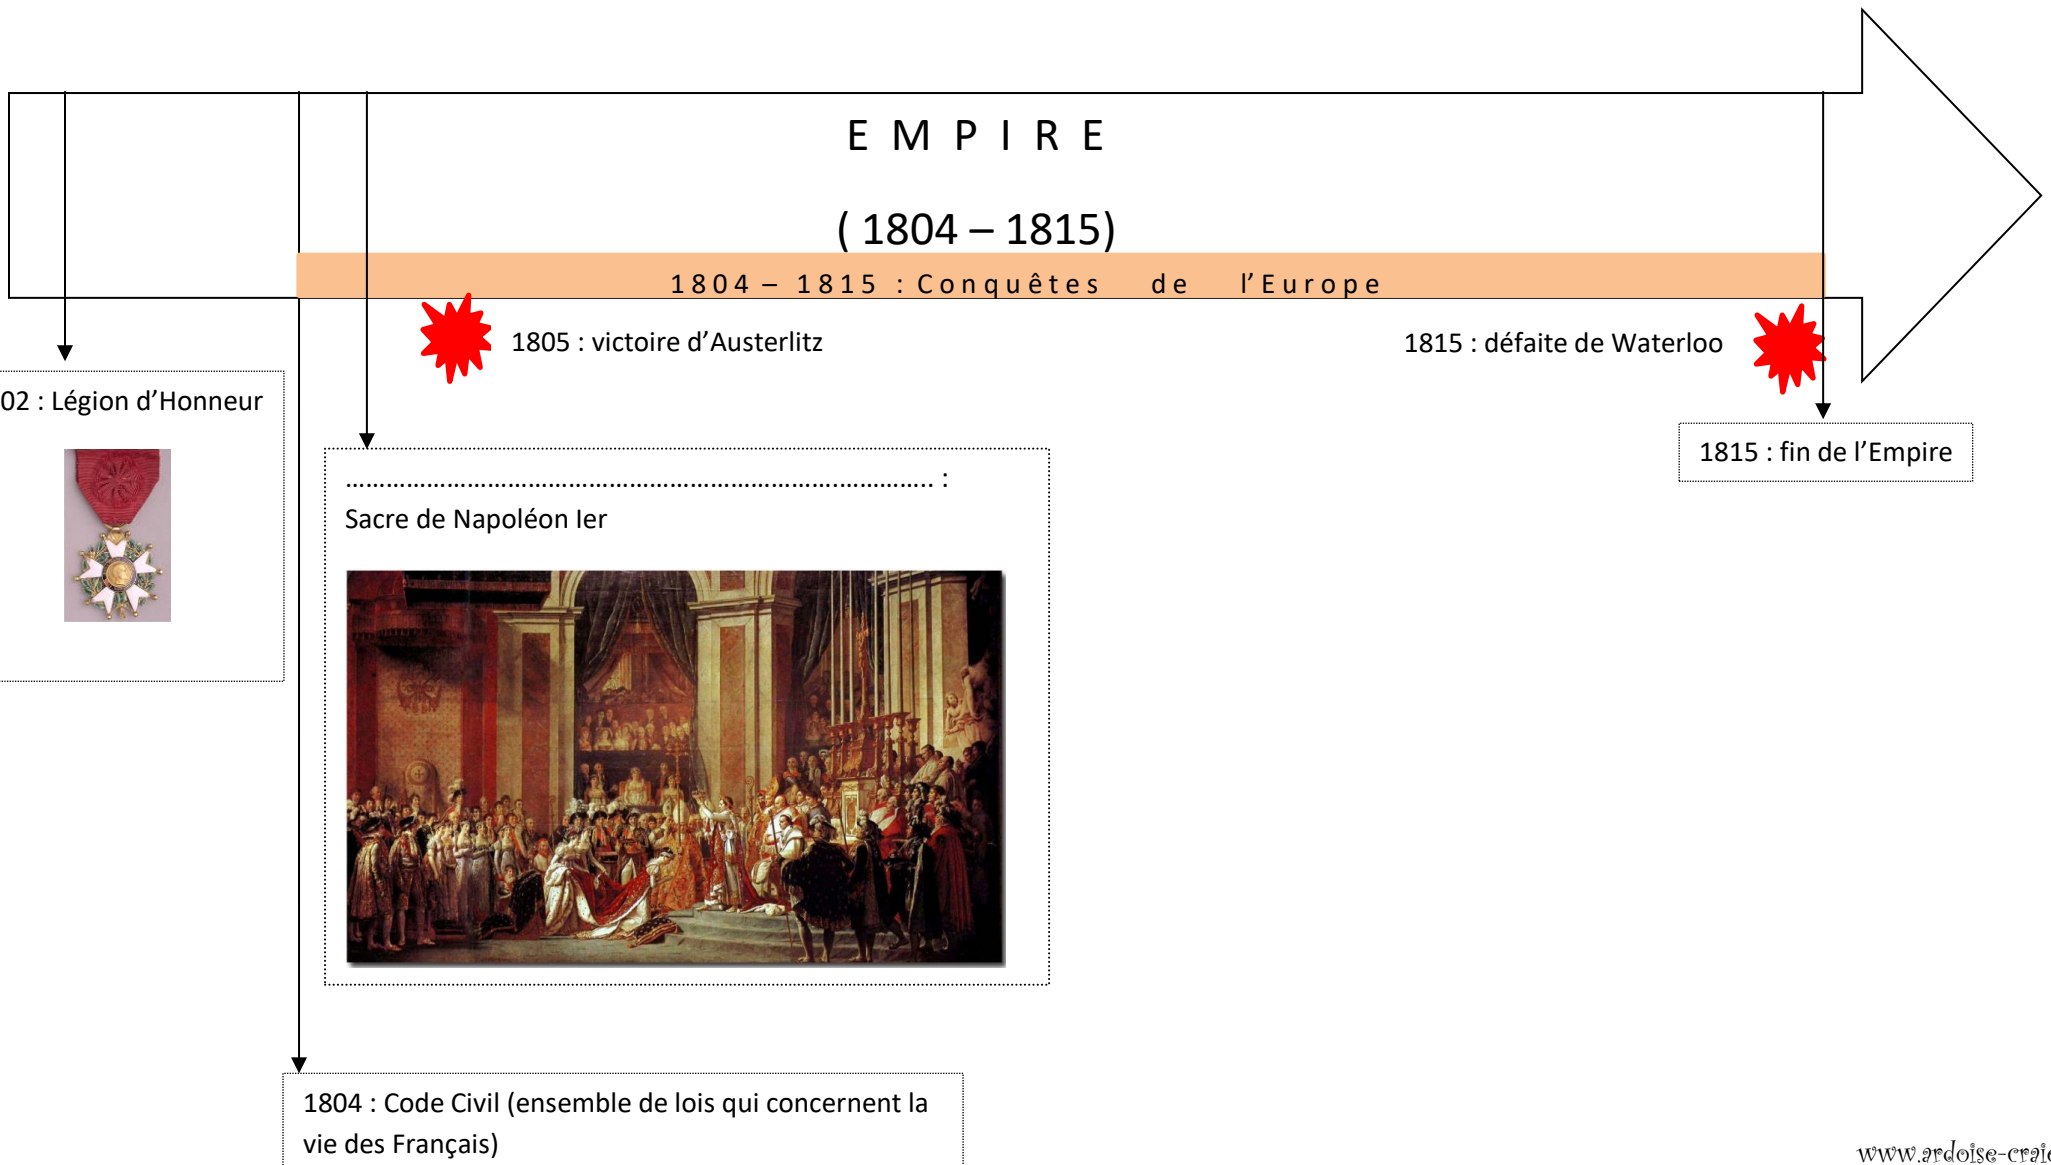 E M P I R E
( 1804 – 1815)
1804 – 1815 : Conquêtes de l’Europe
1805 : victoire d’Austerlitz
1815 : défaite de Waterloo
02 : Légion d’Honneur
1815 : fin de l’Empire
………………………………………………………………..………….. :
Sacre de Napoléon Ier
1804 : Code Civil (ensemble de lois qui concernent la
vie des Français)
www.ardoise-craie